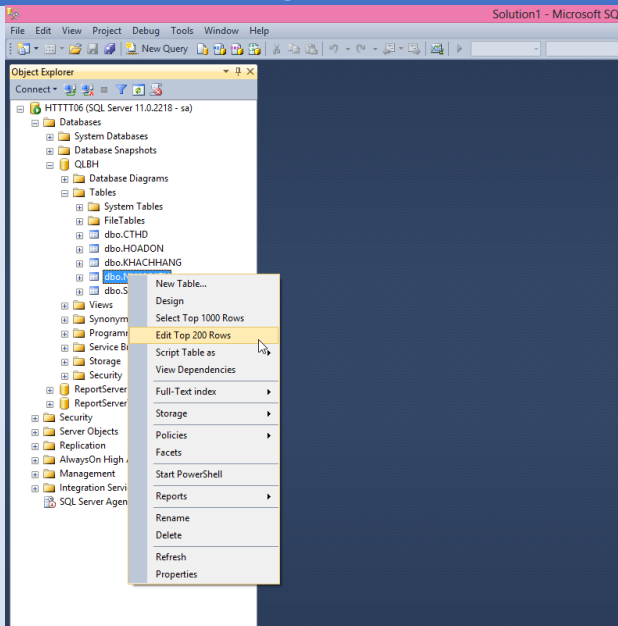 Solution1 - Microsoft SQ
File Edit View Project Debug Tools Window Help
New Query
Object Explorer
Connect
HTTTT06 (SQL Server 11.0.2218 - sa)
Databases
System Databases
Database Snapshots
QLBH
Database Diagrams
Tables
System Tables
FileTables
dbo.CTHD
dbo.HOADON
dbo.KHACHHANG
dbo.N
dbo.S
Views
Synonym
Programm
Service B
Storage
Security
ReportServer
ReportServer
Security
Server Objects
Replication
AlwaysOn High
Management
Integration Servi
SQL Server Agen
New Table...
Design
Select Top 1000 Rows
Edit Top 200 Rows
Script Table as
View Dependencies
Full-Text index
Storage
Policies
Facets
Start PowerShell
Reports
Rename
Delete
Refresh
Properties